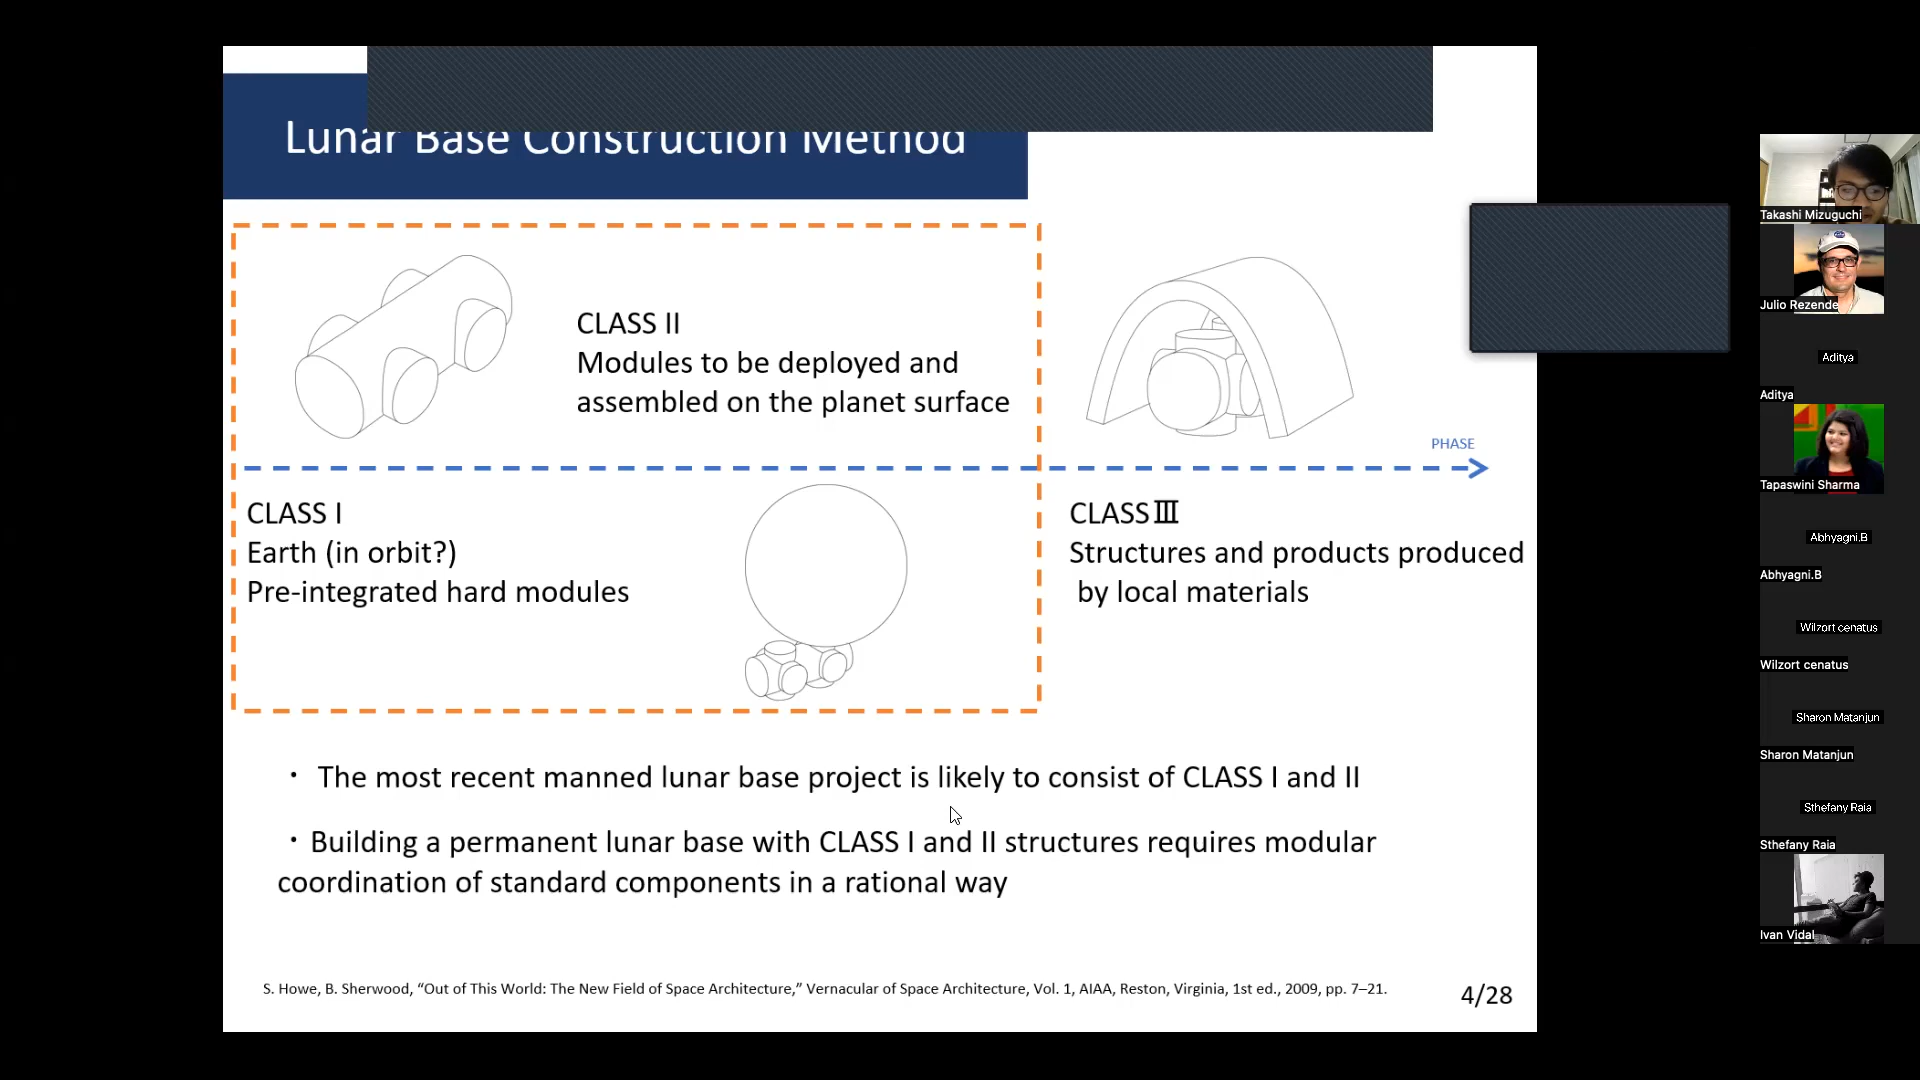 Lunar Base Construction Method
CLASS II
Modules to be deployed and
assembled on the planet surface
PHASE
CLASS I
Earth (in orbit?)
Pre-integrated hard modules
CLASSⅢ
Structures and products produced
by local materials
・ The most recent manned lunar base project is likely to consist of CLASS I and II
・Building a permanent lunar base with CLASS I and II structures requires modular
coordination of standard components in a rational way
S. Howe, B. Sherwood, “Out of This World: The New Field of Space Architecture,” Vernacular of Space Architecture, Vol. 1, AIAA, Reston, Virginia, 1st ed., 2009, pp. 7–21.
4/28
Takashi Mizuguchi
Julio Rezende
Aditya
Aditya
Tapaswini Sharma
Abhyagni.B
Abhyagni.B
Wilzort cenatus
Wilzort cenatus
Sharon Matanjun
Sharon Matanjun
Sthefany Raia
Sthefany Raia
Ivan Vidal